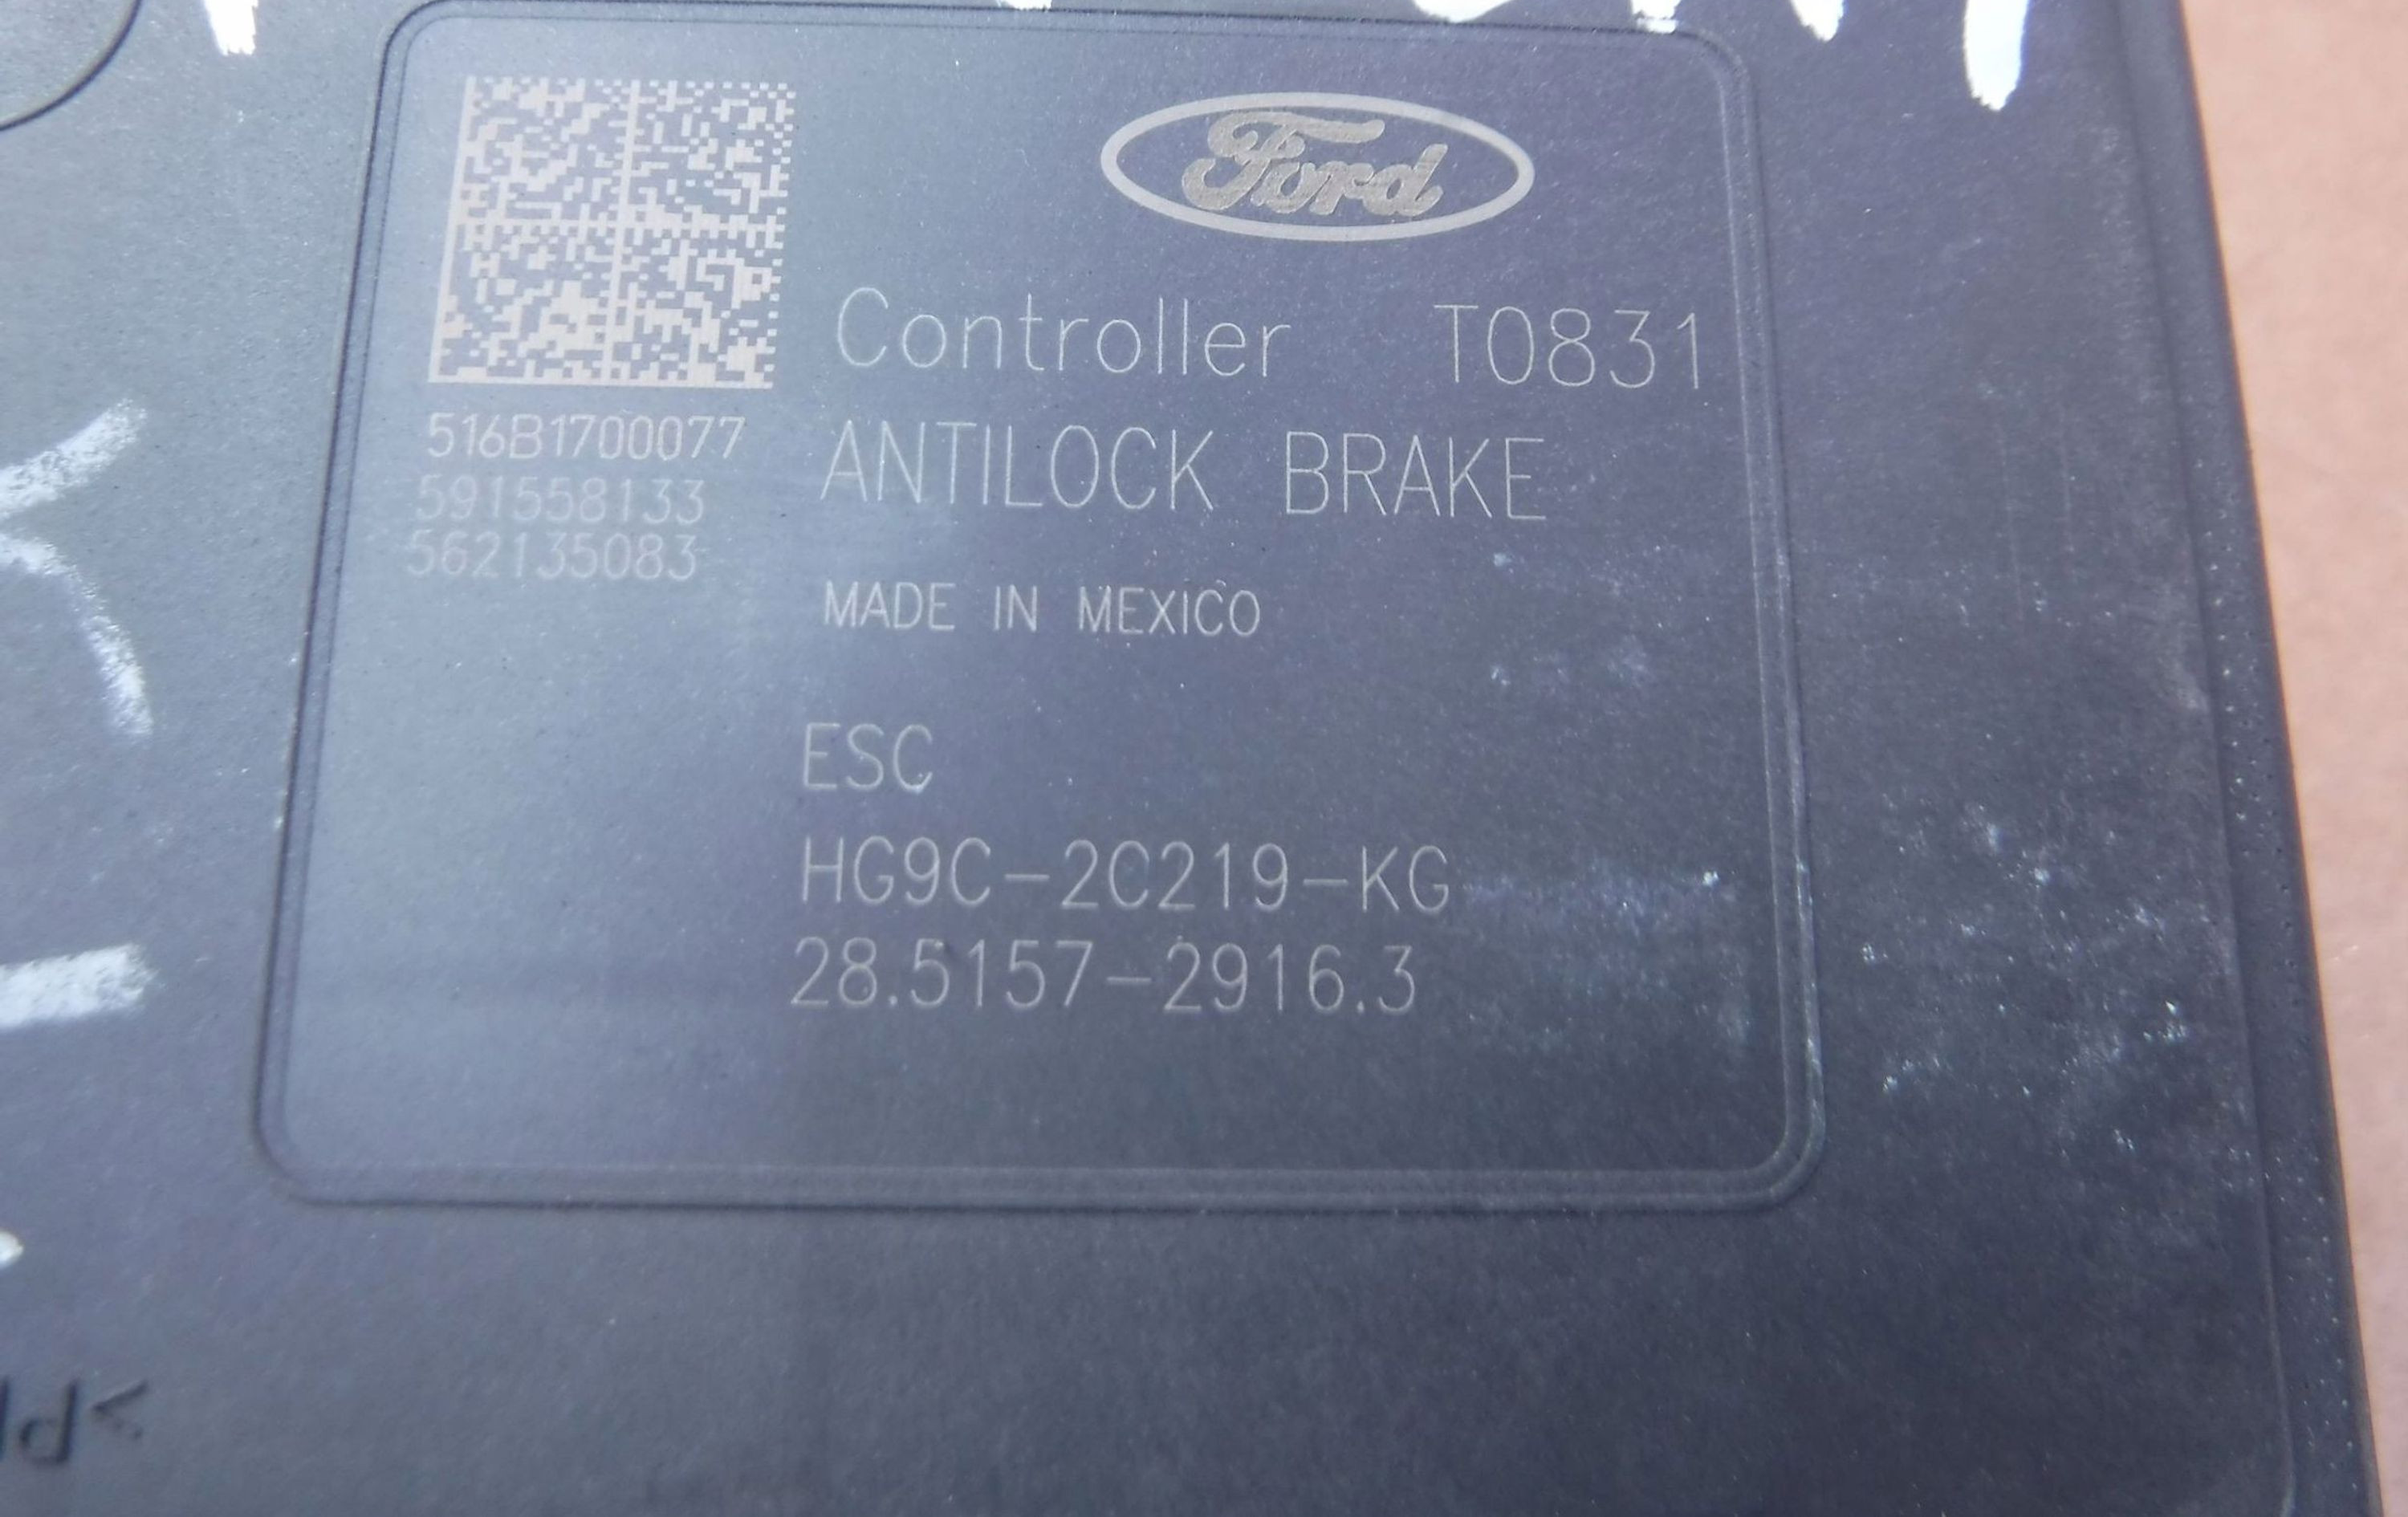 Ford
Controller T0831
516B1700077
591558133
562135083
ANTILOCK BRAKE
MADE IN MEXICO
ESC
HG9C-2C219-KG
28.5157-2916.3